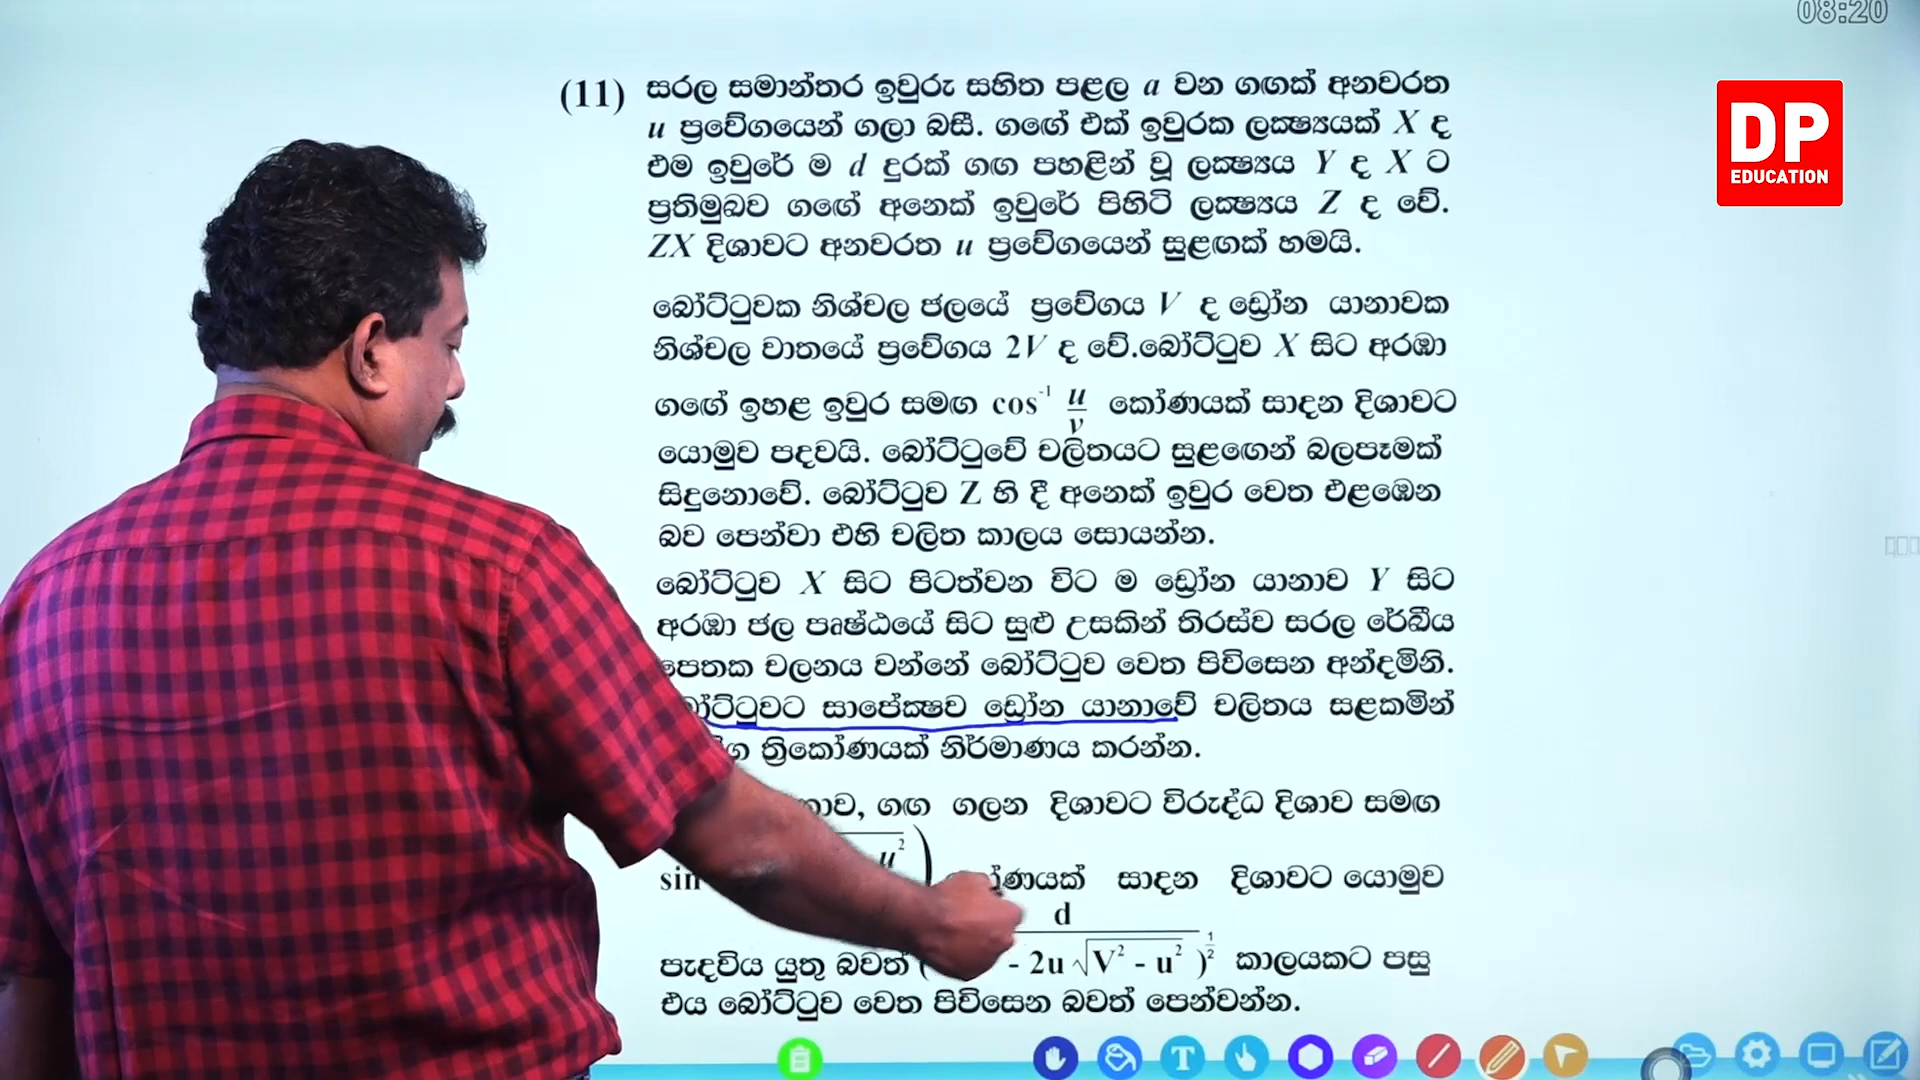 08:20
DP
EDUCATION
(11) සරල සමාන්තර ඉවුරු සහිත පළල a වන ගඟක් අනවරත
u ප්‍රවේගයෙන් ගලා බසී. ගඟේ එක් ඉවුරක ලක්‍ෂ්‍යයක් X ද
එම ඉවුරේ ම d දුරක් ගඟ පහළින් වූ ලක්‍ෂ්‍යය Y ද X ට
ප්‍රතිමුඛව ගඟේ අනෙක් ඉවුරේ පිහිටි ලක්‍ෂ්‍යය Z ද වේ.
ZX දිශාවට අනවරත u ප්‍රවේගයෙන් සුළඟක් හමයි.
බෝට්ටුවක නිශ්චල ජලයේ ප්‍රවේගය V ද ඩ්‍රෝන යානාවක
නිශ්චල වාතයේ ප්‍රවේගය 2V ද වේ.බෝට්ටුව X සිට අරඹා
ගඟේ ඉහළ ඉවුර සමඟ cos⁻¹ u/v කෝණයක් සාදන දිශාවට
යොමුව පදවයි. බෝට්ටුවේ චලිතයට සුළඟෙන් බලපෑමක්
සිදුනොවේ. බෝට්ටුව Z හි දී අනෙක් ඉවුර වෙත එළඹෙන
බව පෙන්වා එහි චලිත කාලය සොයන්න.
බෝට්ටුව X සිට පිටත්වන විට ම ඩ්‍රෝන යානාව Y සිට
අරඹා ජල පෘෂ්ඨයේ සිට සුළු උසකින් තිරස්ව සරල රේඛීය
පෙතක චලනය වන්නේ බෝට්ටුව වෙත පිවිසෙන අන්දමිනි.
සාපේක්‍ෂව ඩ්‍රෝන යානාවේ චලිතය සළකමින්
ත්‍රිකෝණයක් නිර්මාණය කරන්න.
ගඟ ගලන දිශාවට විරුද්ධ දිශාව සමඟ
sin u² ) සාදන දිශාවට යොමුව
පැදවිය යුතු බවත් d / ( - 2u √(V² - u²) )^½ කාලයකට පසු
එය බෝට්ටුව වෙත පිවිසෙන බවත් පෙන්වන්න.